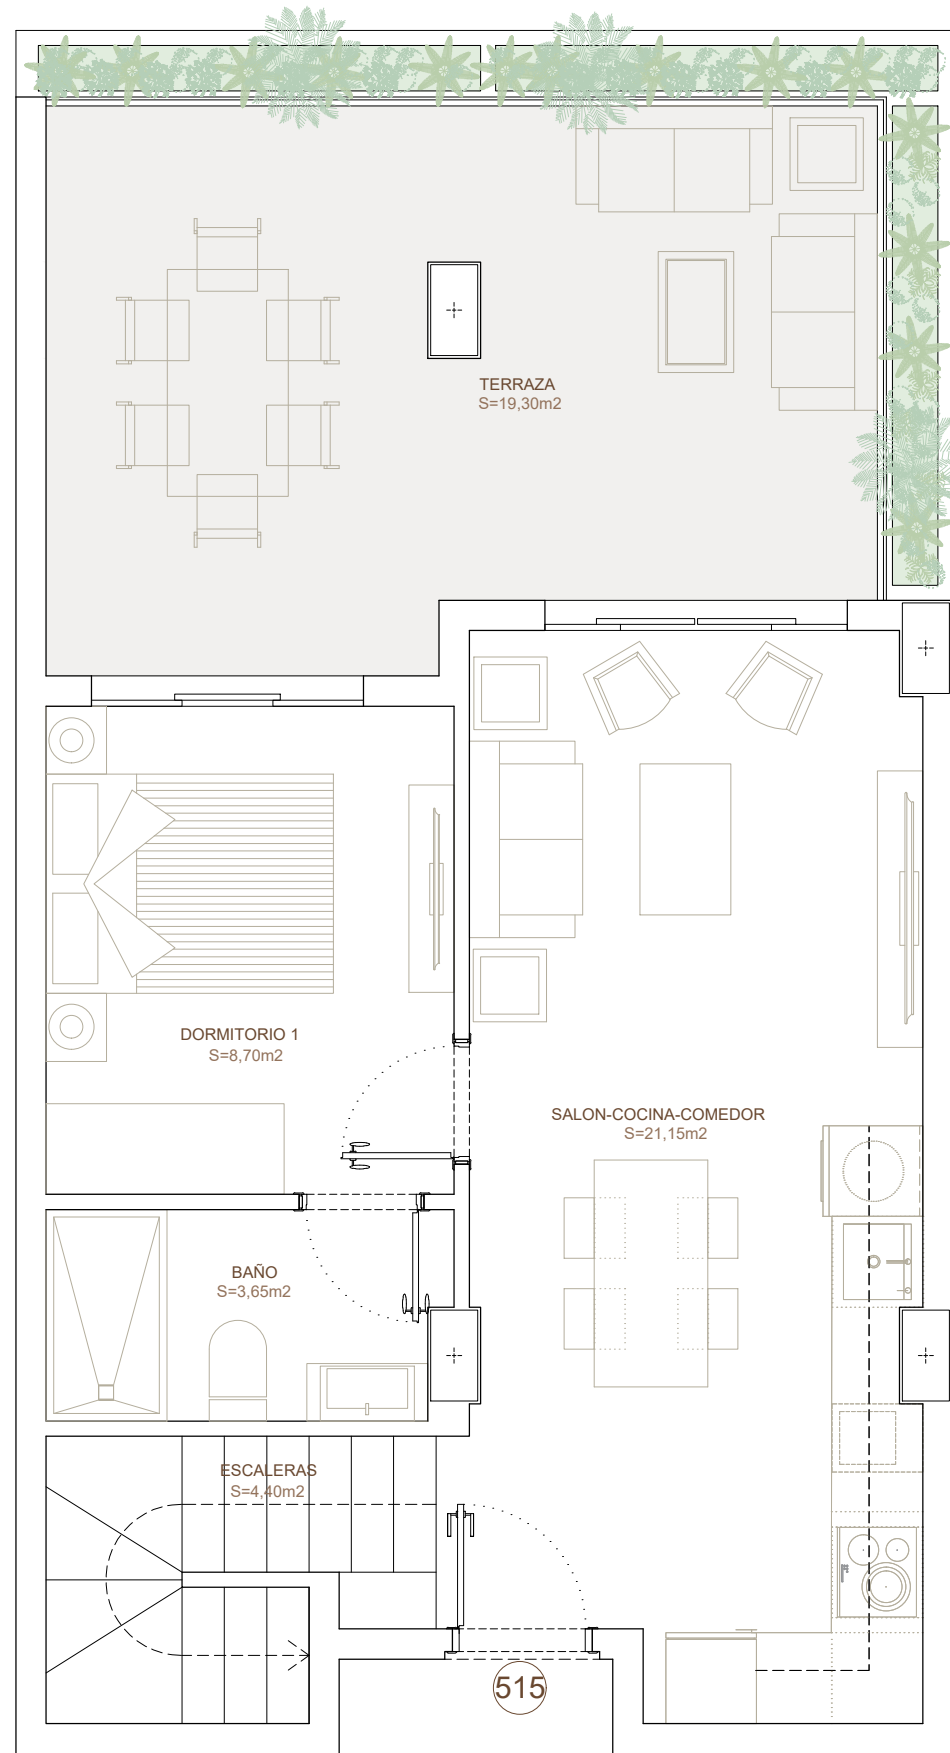 TERRAZA
S=19,30m2
DORMITORIO 1
S=8,70m2
SALON-COCINA-COMEDOR
S=21,15m2
BAÑO
S=3,65m2
ESCALERAS
S=4,40m2
515